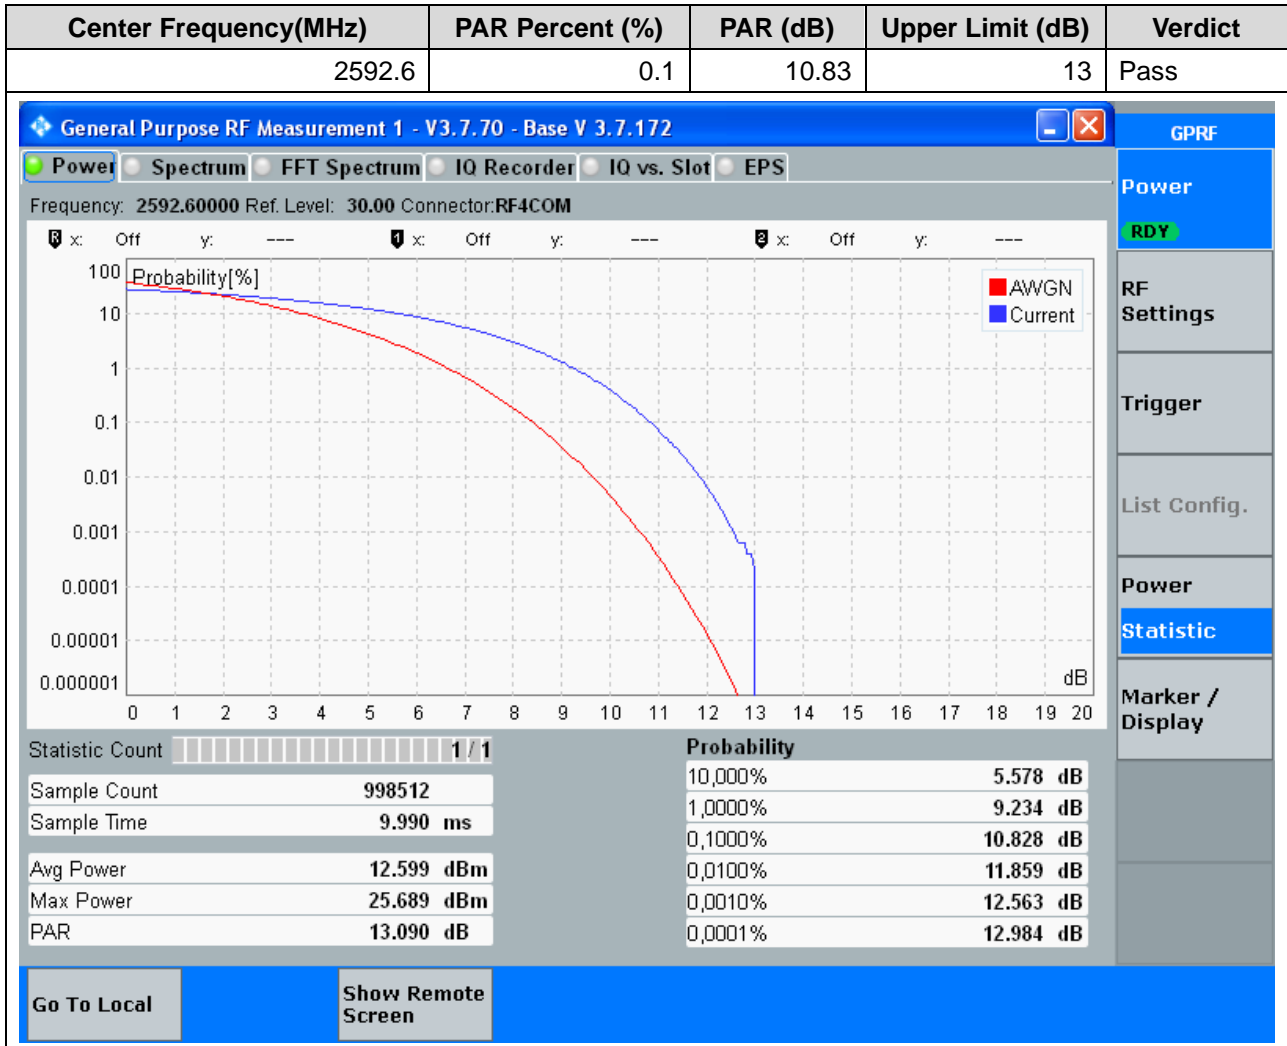 Center Frequency(MHz) PAR Percent (%) PAR (dB) Upper Limit (dB) Verdict
2592.6 0.1 10.83 13 Pass
General Purpose RF Measurement 1 - V3.7.70 - Base V 3.7.172
GPRF
Power Spectrum FFT Spectrum IQ Recorder IQ vs. Slot EPS
Frequency: 2592.60000 Ref. Level: 30.00 Connector:RF4COM
R x: Off y: --- 1 x: Off y: --- 2 x: Off y: ---
Probability[%]
AWGN
Current
100
10
1
0.1
0.01
0.001
0.0001
0.00001
0.000001
dB
0 1 2 3 4 5 6 7 8 9 10 11 12 13 14 15 16 17 18 19 20
Statistic Count 1 / 1
Sample Count 998512
Sample Time 9.990 ms
Avg Power 12.599 dBm
Max Power 25.689 dBm
PAR 13.090 dB
Probability
10,000% 5.578 dB
1,0000% 9.234 dB
0,1000% 10.828 dB
0,0100% 11.859 dB
0,0010% 12.563 dB
0,0001% 12.984 dB
Power
RDY
RF
Settings
Trigger
List Config.
Power
Statistic
Marker /
Display
Go To Local
Show Remote
Screen